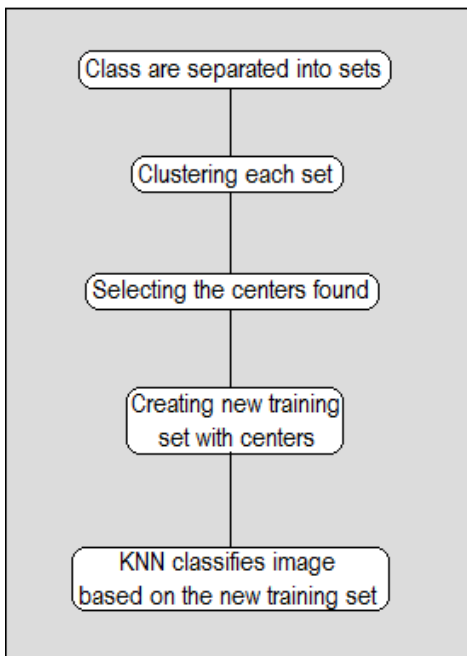 Class are separated into sets
Clustering each set
Selecting the centers found
Creating new training
set with centers
KNN classifies image
based on the new training set